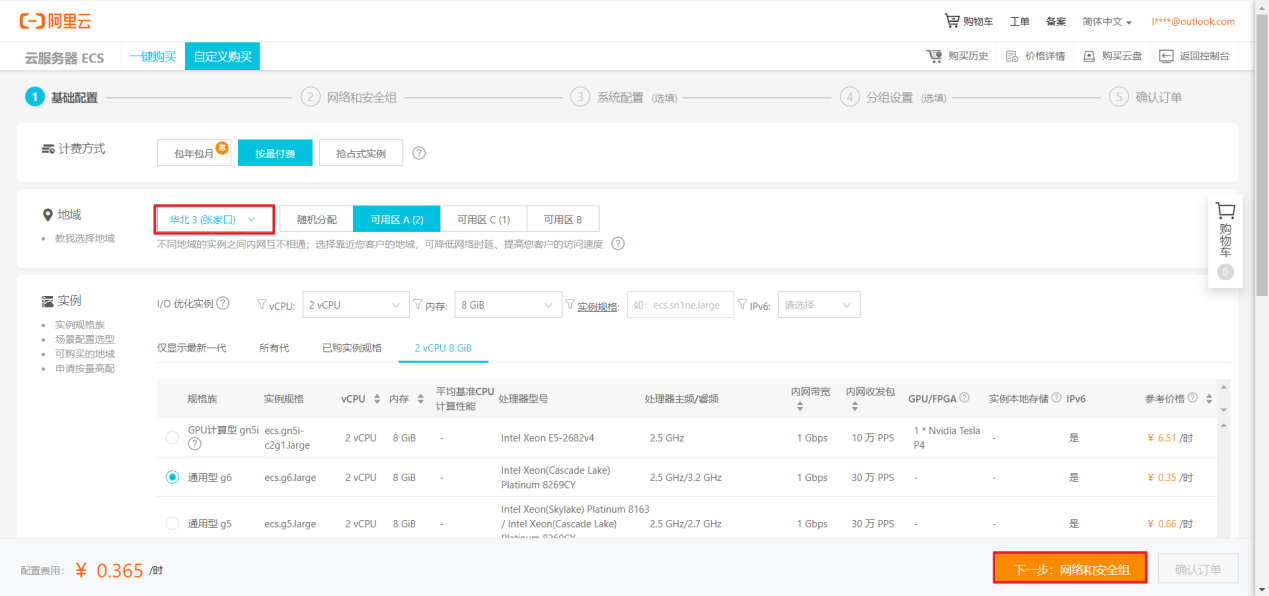 阿里云
购物车 工单 备案 简体中文 l****@outlook.com
云服务器 ECS 一键购买 自定义购买 购买历史 价格详情 购买云盘 返回控制台
1 基础配置 2 网络和安全组 3 系统配置 (选填) 4 分组设置 (选填) 5 确认订单
计费方式 包年包月 惠 按量付费 抢占式实例 ?
地域 华北 3 (张家口) 随机分配 可用区 A (2) 可用区 C (1) 可用区 B
教我选择地域 不同地域的实例之间内网互不相通；选择靠近您客户的地域，可降低网络时延、提高您客户的访问速度 ?
购物车
0
实例 I/O 优化实例 ? vCPU: 2 vCPU 内存: 8 GiB 实例规格: 如：ecs.sn1ne.large IPv6: 请选择
实例规格族
场景配置选型
可购买的地域
申请按量高配
仅显示最新一代 所有代 已购实例规格 2 vCPU 8 GiB
规格族 实例规格 vCPU 内存 平均基准CPU计算性能 处理器型号 处理器主频/睿频 内网带宽 内网收发包 GPU/FPGA ? 实例本地存储 ? IPv6 参考价格 ?
GPU计算型 gn5i ? ecs.gn5i-c2g1.large 2 vCPU 8 GiB - Intel Xeon E5-2682v4 2.5 GHz 1 Gbps 10 万 PPS 1 * Nvidia Tesla P4 - 是 ¥ 6.51 /时
通用型 g6 ecs.g6.large 2 vCPU 8 GiB - Intel Xeon(Cascade Lake) Platinum 8269CY 2.5 GHz/3.2 GHz 1 Gbps 30 万 PPS - - 是 ¥ 0.35 /时
通用型 g5 ecs.g5.large 2 vCPU 8 GiB - Intel Xeon(Skylake) Platinum 8163 / Intel Xeon(Cascade Lake) Platinum 8269CY 2.5 GHz/2.7 GHz 1 Gbps 30 万 PPS - - 是 ¥ 0.66 /时
配置费用: ¥ 0.365 /时 下一步：网络和安全组 确认订单